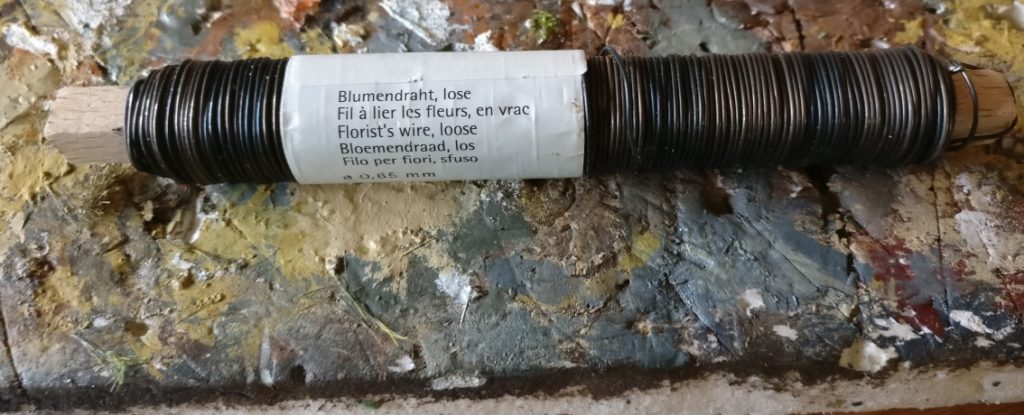 Blumendraht, lose
Fil à lier les fleurs, en vrac
Florist's wire, loose
Bloemendraad, los
Filo per fiori, sfuso
ø 0,65 mm